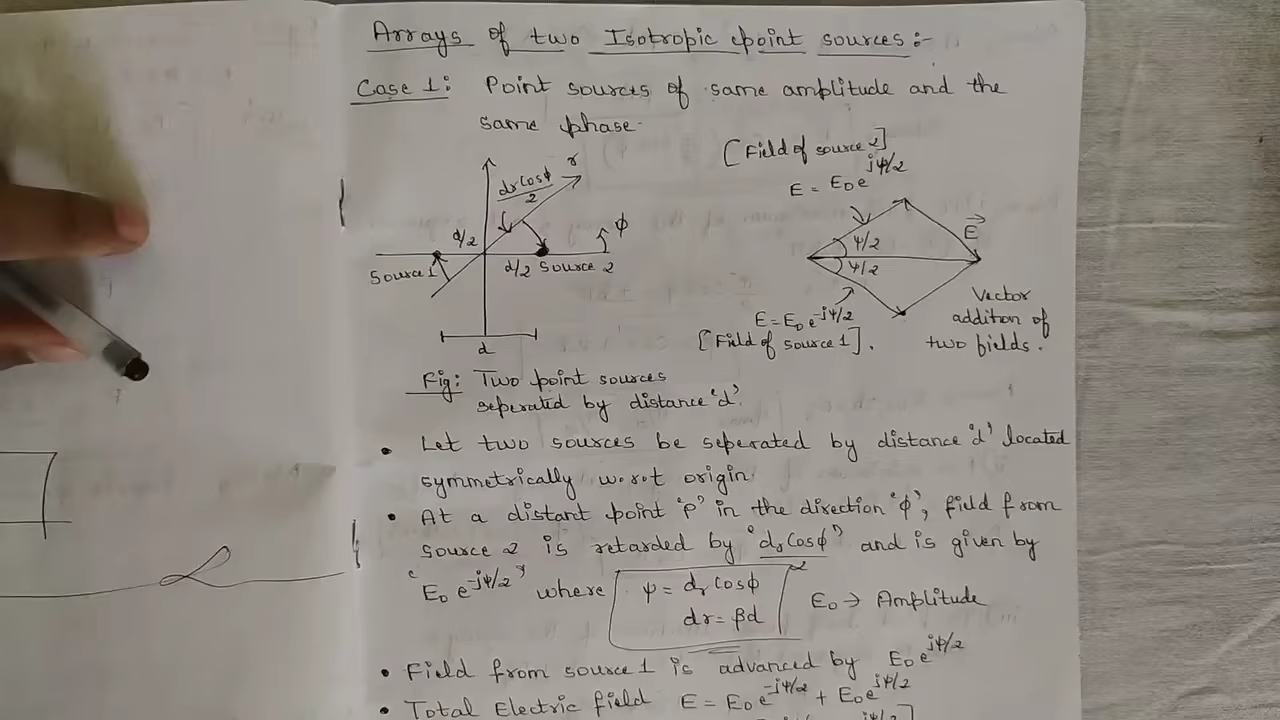 Arrays of two Isotropic point sources:-
Case 1: Point sources of same amplitude and the
same phase.
[Field of source 2]
E = E0 e^jψ/2
r
dr cosφ/2
φ
d/2
Source 1
d/2 Source 2
d
ψ/2
ψ/2
E
E = E0 e^-jψ/2
[Field of source 1].
Vector
addition of
two fields.
Fig: Two point sources
seperated by distance 'd'.
• Let two sources be seperated by distance 'd' located
symmetrically w.r.t origin.
• At a distant point 'P' in the direction 'φ', field from
source 2 is retarded by 'dr cosφ' and is given by
'E0 e^-jψ/2' where ψ = dr cosφ
dr = βd
E0 → Amplitude
• Field from source 1 is advanced by E0 e^jψ/2
• Total Electric field E = E0 e^-jψ/2 + E0 e^jψ/2